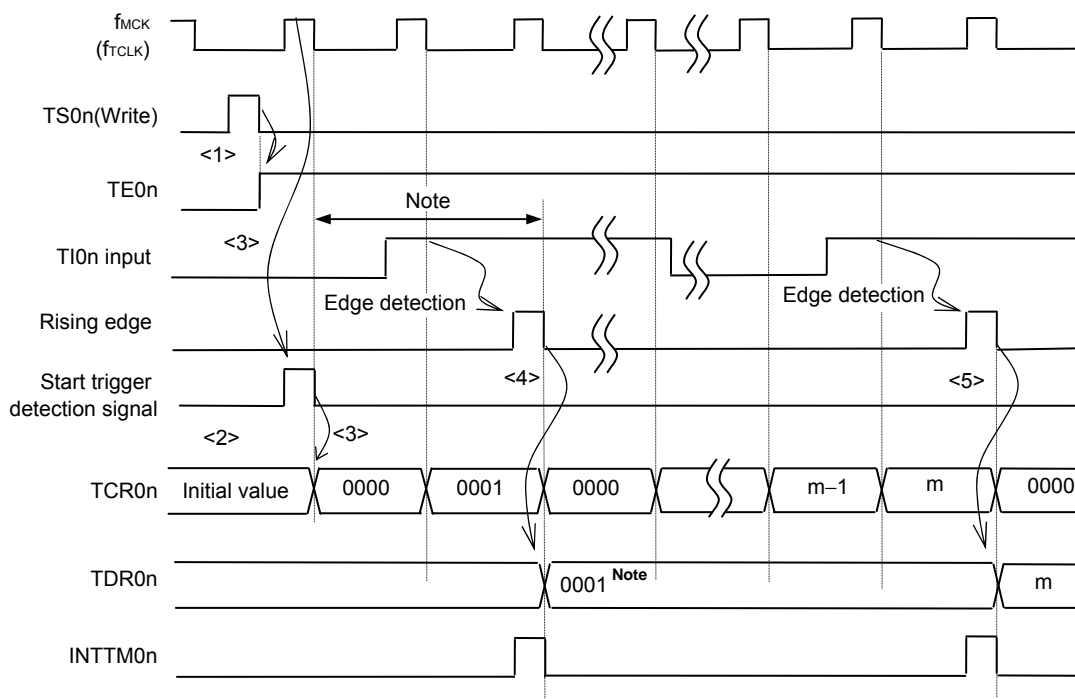 fMCK
(fTCLK)
TS0n(Write)
<1>
TE0n
Note
<3>
TI0n input
Edge detection
Edge detection
Rising edge
<4>
<5>
Start trigger
detection signal
<2>
<3>
TCR0n
Initial value
0000
0001
0000
m−1
m
0000
TDR0n
0001 Note
m
INTTM0n